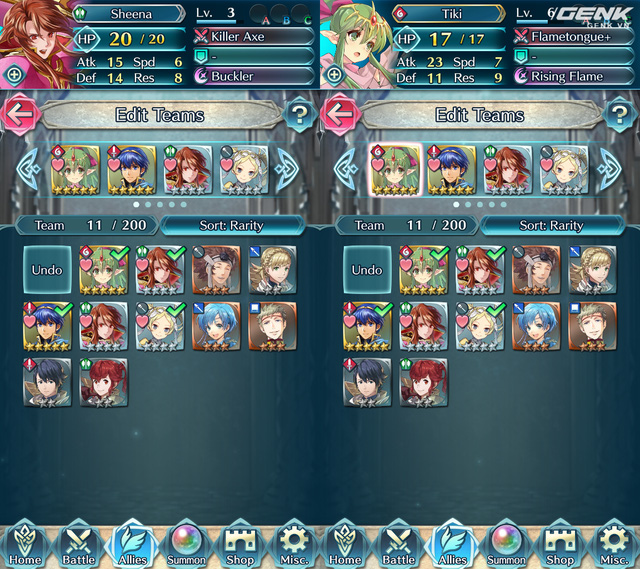 Sheena
Lv. 3
HP 20 / 20
A B C
Atk 15 Spd 6
Def 14 Res 8
Killer Axe
-
Buckler
Edit Teams
?
Team 11 / 200
Sort: Rarity
Undo
Home
Battle
Allies
Summon
Shop
Misc.
Tiki
Lv. 6
HP 17 / 17
Atk 23 Spd 7
Def 11 Res 9
Flametongue+
-
Rising Flame
GENK
GENK.VN
Edit Teams
?
Team 11 / 200
Sort: Rarity
Undo
Home
Battle
Allies
Summon
Shop
Misc.